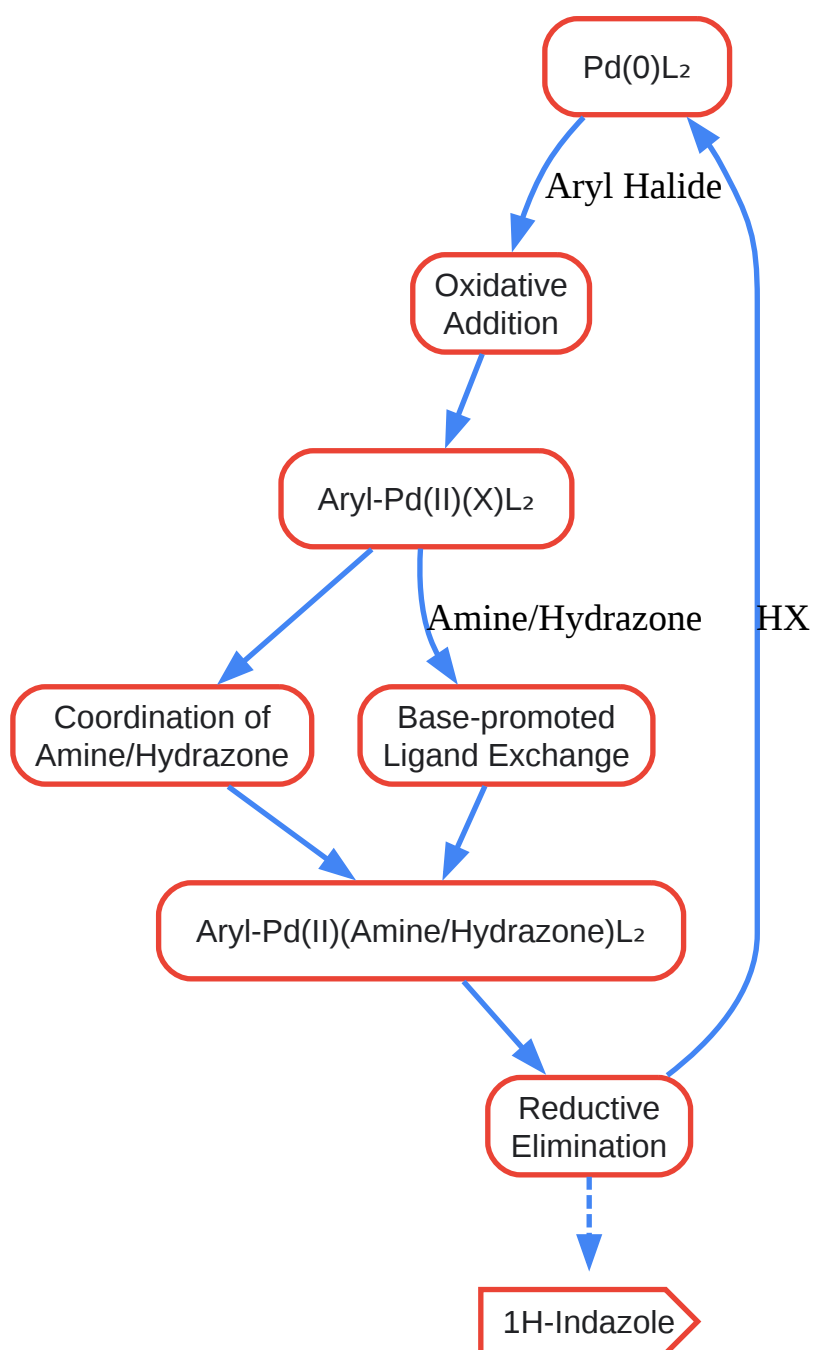 Pd(0)L₂
Aryl Halide
Oxidative
Addition
Aryl-Pd(II)(X)L₂
Amine/Hydrazone
HX
Coordination of
Amine/Hydrazone
Base-promoted
Ligand Exchange
Aryl-Pd(II)(Amine/Hydrazone)L₂
Reductive
Elimination
1H-Indazole